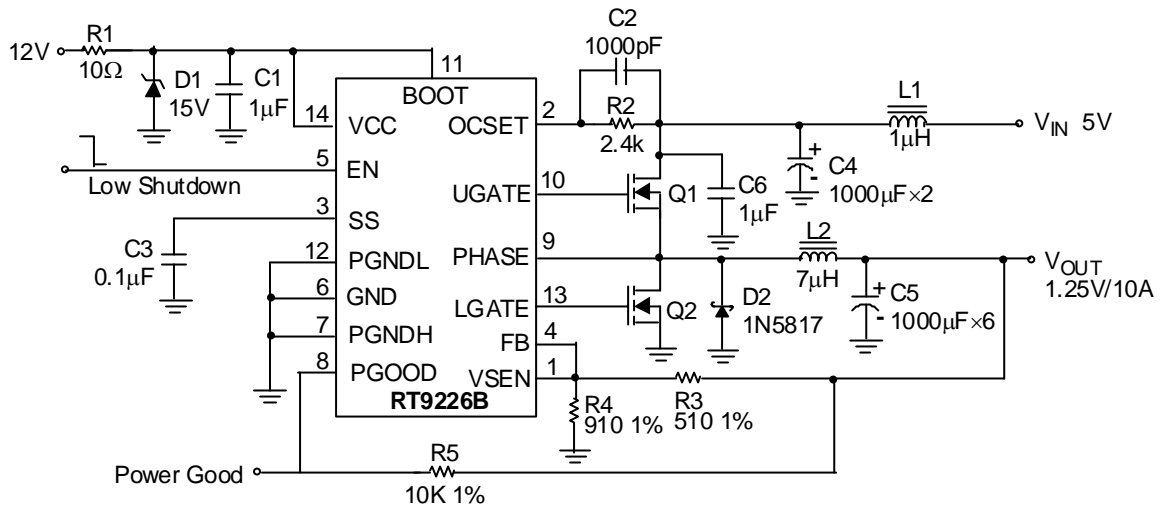 C2
1000pF
12V
R1
10Ω
D1
15V
C1
1μF
11
BOOT
14
VCC
OCSET
2
R2
2.4k
L1
1μH
V_IN 5V
5
EN
Low Shutdown
UGATE
10
Q1
C6
1μF
C4
1000μF×2
3
SS
C3
0.1μF
12
PGNDL
PHASE
9
L2
7μH
V_OUT
1.25V/10A
6
GND
LGATE
13
Q2
D2
1N5817
C5
1000μF×6
7
PGNDH
FB
4
8
PGOOD
VSEN
1
RT9226B
R4
910 1%
R3
510 1%
Power Good
R5
10K 1%
+
-
+
-